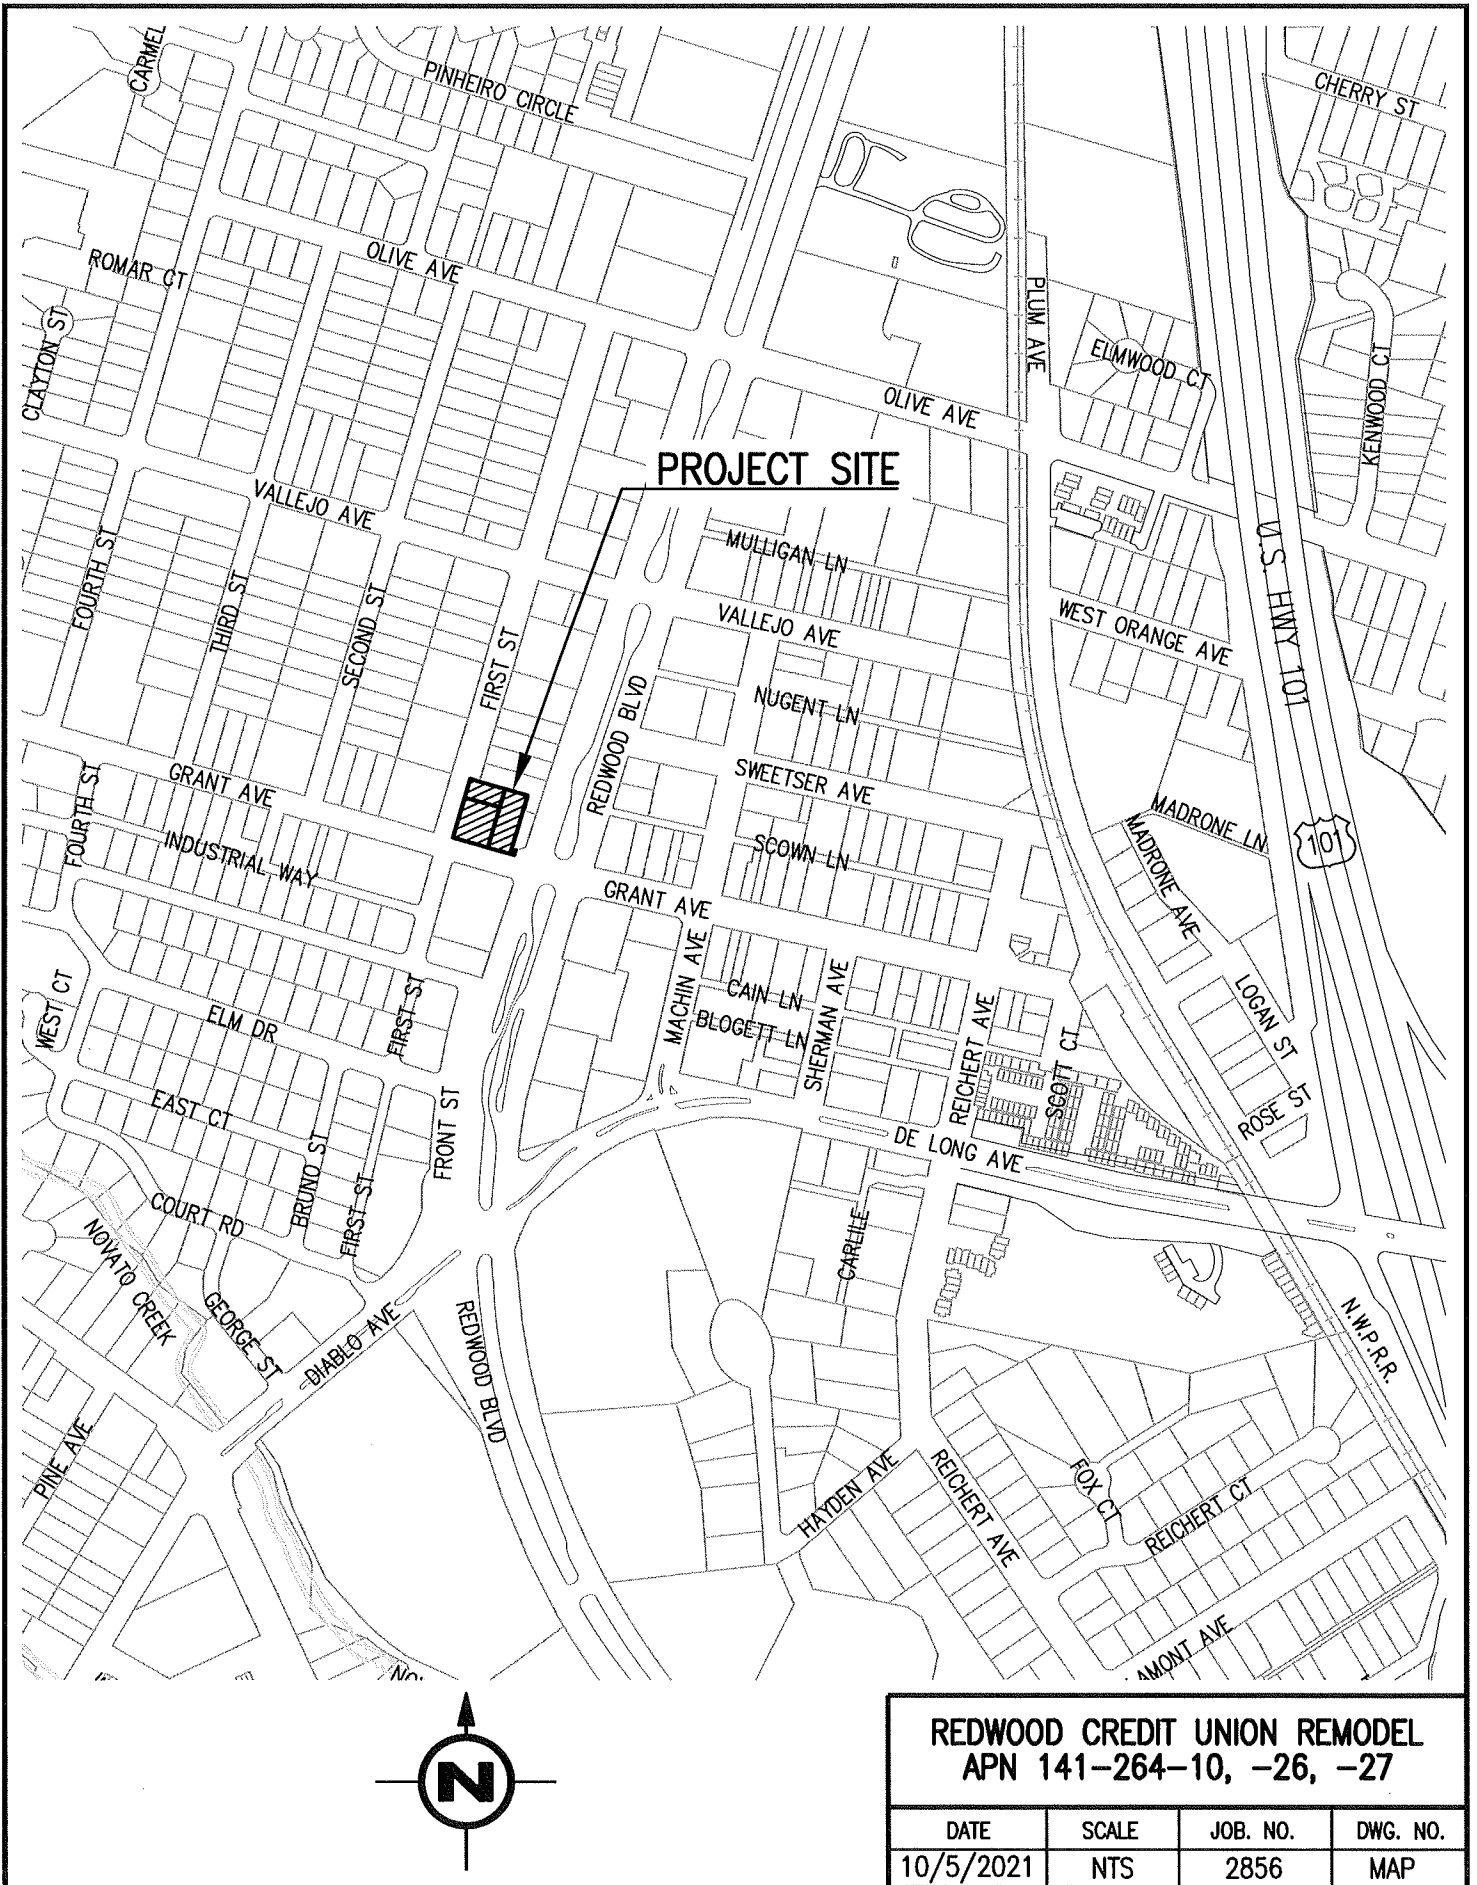 CARMEL
PINHEIRO CIRCLE
CHERRY ST
OLIVE AVE
ROMAR CT
CLAYTON ST
PLUM AVE
ELMWOOD CT
KENWOOD CT
OLIVE AVE
PROJECT SITE
VALLEJO AVE
MULLIGAN LN
U.S. HWY 101
FOURTH ST
THIRD ST
SECOND ST
FIRST ST
VALLEJO AVE
WEST ORANGE AVE
REDWOOD BLVD
NUGENT LN
GRANT AVE
SWEETSER AVE
FOURTH ST
INDUSTRIAL WAY
SCOWN LN
MADRONE LN
101
MADRONE AVE
GRANT AVE
MACHIN AVE
WEST CT
ELM DR
FIRST ST
CAIN LN
BLOGETT LN
SHERMAN AVE
REICHERT AVE
SCOTT CT
LOGAN ST
ROSE ST
EAST CT
FRONT ST
DE LONG AVE
BRUNO ST
FIRST ST
COURT RD
NOVATO CREEK
CARLILE
GEORGE ST
DIABLO AVE
REDWOOD BLVD
N.W.P.R.R.
PINE AVE
HAYDEN AVE
REICHERT AVE
FOX CT
REICHERT CT
AMONT AVE
NO
N
REDWOOD CREDIT UNION REMODEL
APN 141-264-10, -26, -27
DATE SCALE JOB. NO. DWG. NO.
10/5/2021 NTS 2856 MAP